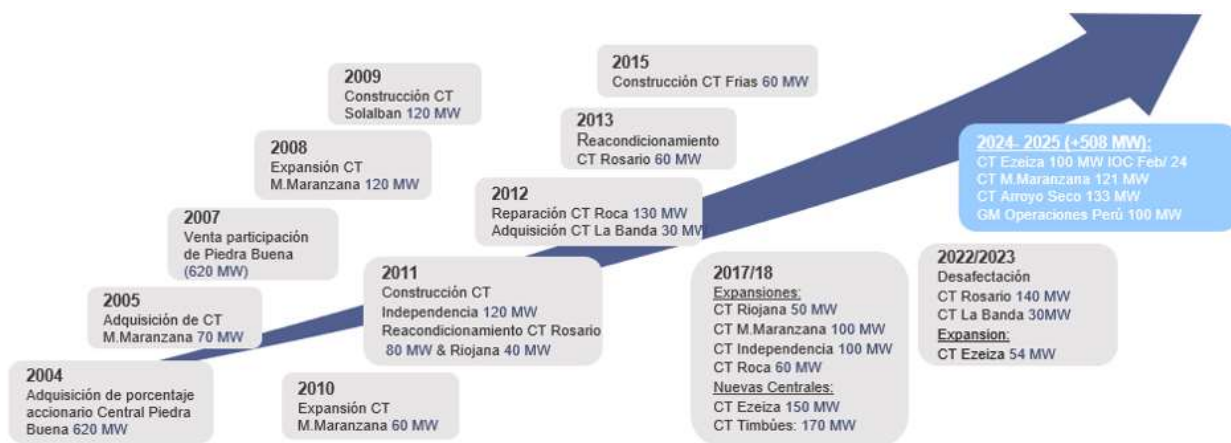 2004
Adquisición de porcentaje
accionario Central Piedra
Buena 620 MW
2005
Adquisición de CT
M.Maranzana 70 MW
2007
Venta participación
de Piedra Buena
(620 MW)
2008
Expansión CT
M.Maranzana 120 MW
2009
Construcción CT
Solalban 120 MW
2010
Expansión CT
M.Maranzana 60 MW
2011
Construcción CT
Independencia 120 MW
Reacondicionamiento CT Rosario
80 MW & Riojana 40 MW
2012
Reparación CT Roca 130 MW
Adquisición CT La Banda 30 MW
2013
Reacondicionamiento
CT Rosario 60 MW
2015
Construcción CT Frias 60 MW
2017/18
Expansiones:
CT Riojana 50 MW
CT M.Maranzana 100 MW
CT Independencia 100 MW
CT Roca 60 MW
Nuevas Centrales:
CT Ezeiza 150 MW
CT Timbúes: 170 MW
2022/2023
Desafectación
CT Rosario 140 MW
CT La Banda 30MW
Expansion:
CT Ezeiza 54 MW
2024- 2025 (+508 MW):
CT Ezeiza 100 MW IOC Feb/ 24
CT M.Maranzana 121 MW
CT Arroyo Seco 133 MW
GM Operaciones Perú 100 MW